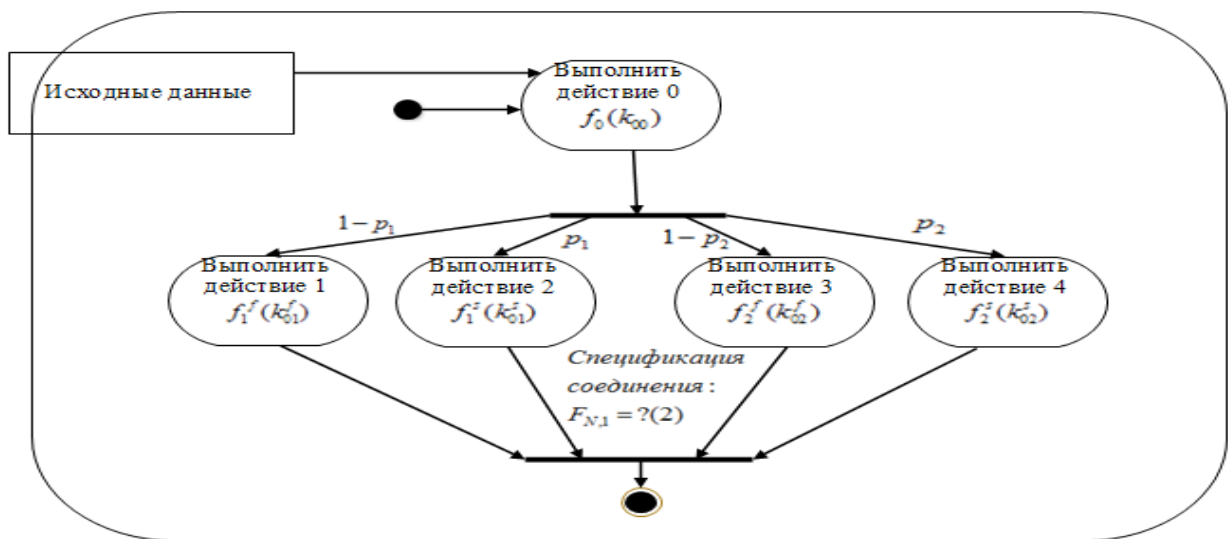 Исходные данные
Выполнить
действие 0
f₀(k₀₀)
1−p₁
p₁
1−p₂
p₂
Выполнить
действие 1
f₁ᶠ(k₀₁ᶠ)
Выполнить
действие 2
f₁ˢ(k₀₁ˢ)
Выполнить
действие 3
f₂ᶠ(k₀₂ᶠ)
Выполнить
действие 4
f₂ˢ(k₀₂ˢ)
Спецификация
соединения :
F_{N,1} = ?(2)